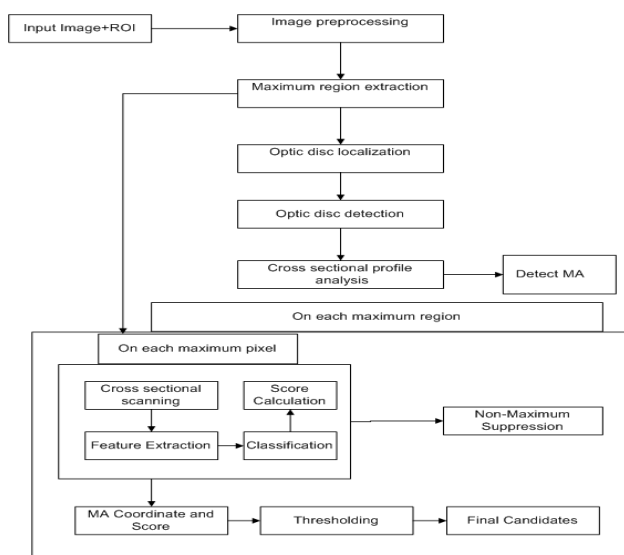 Input Image+ROI
Image preprocessing
Maximum region extraction
Optic disc localization
Optic disc detection
Cross sectional profile
analysis
Detect MA
On each maximum region
On each maximum pixel
Cross sectional
scanning
Score
Calculation
Feature Extraction
Classification
Non-Maximum
Suppression
MA Coordinate and
Score
Thresholding
Final Candidates